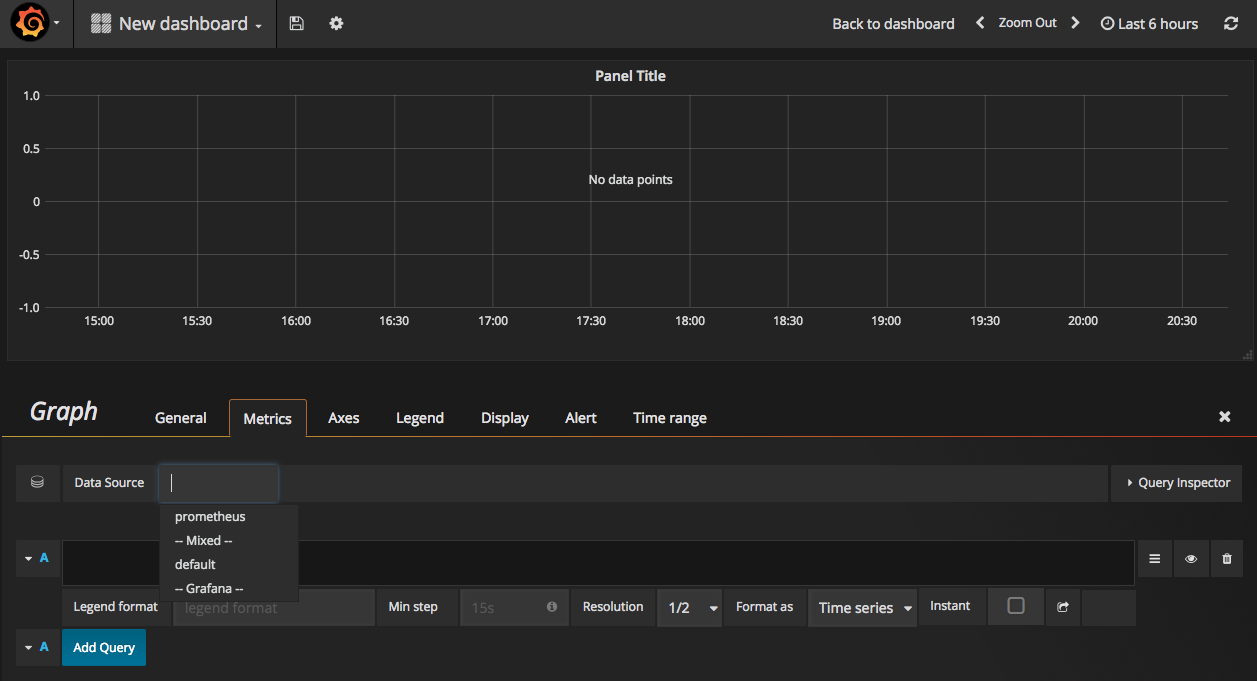 New dashboard
Back to dashboard
Zoom Out
Last 6 hours
Panel Title
1.0
0.5
0
-0.5
-1.0
No data points
15:00 15:30 16:00 16:30 17:00 17:30 18:00 18:30 19:00 19:30 20:00 20:30
Graph
General Metrics Axes Legend Display Alert Time range
Data Source
Query Inspector
prometheus
-- Mixed --
default
-- Grafana --
A
Legend format legend format Min step 15s Resolution 1/2 Format as Time series Instant
A Add Query